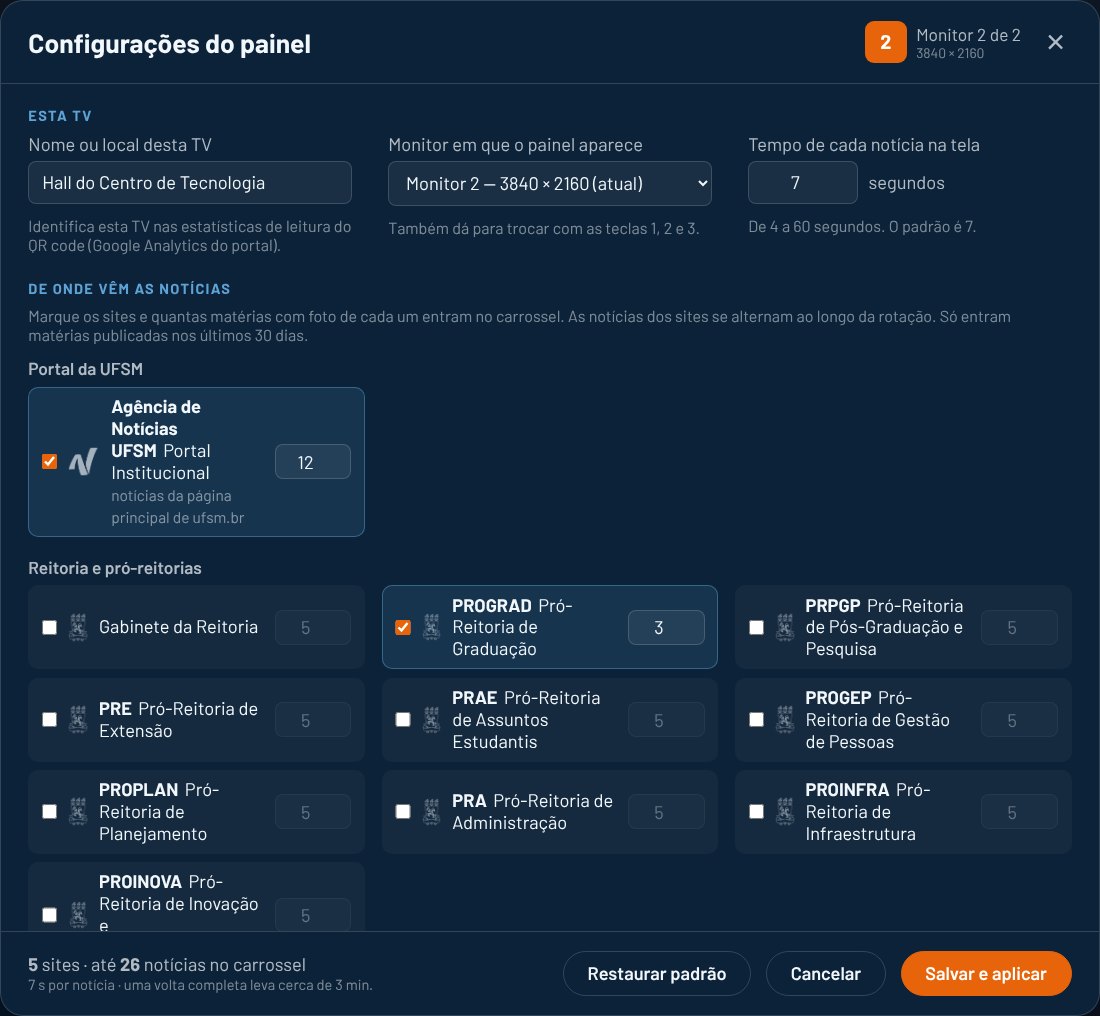 Configurações do painel
2
Monitor 2 de 2
3840 × 2160
ESTA TV
Nome ou local desta TV
Monitor em que o painel aparece
Tempo de cada notícia na tela
Hall do Centro de Tecnologia
Monitor 2 — 3840 × 2160 (atual)
7
segundos
Identifica esta TV nas estatísticas de leitura do
QR code (Google Analytics do portal).
Também dá para trocar com as teclas 1, 2 e 3.
De 4 a 60 segundos. O padrão é 7.
DE ONDE VÊM AS NOTÍCIAS
Marque os sites e quantas matérias com foto de cada um entram no carrossel. As notícias dos sites se alternam ao longo da rotação. Só entram
matérias publicadas nos últimos 30 dias.
Portal da UFSM
Agência de
Notícias
UFSM Portal
Institucional
notícias da página
principal de ufsm.br
12
Reitoria e pró-reitorias
Gabinete da Reitoria
5
PROGRAD Pró-
Reitoria de
Graduação
3
PRPGP Pró-Reitoria
de Pós-Graduação e
Pesquisa
5
PRE Pró-Reitoria de
Extensão
5
PRAE Pró-Reitoria
de Assuntos
Estudantis
5
PROGEP Pró-
Reitoria de Gestão
de Pessoas
5
PROPLAN Pró-
Reitoria de
Planejamento
5
PRA Pró-Reitoria de
Administração
5
PROINFRA Pró-
Reitoria de
Infraestrutura
5
PROINOVA Pró-
Reitoria de Inovação
e
5
5 sites · até 26 notícias no carrossel
7 s por notícia · uma volta completa leva cerca de 3 min.
Restaurar padrão
Cancelar
Salvar e aplicar